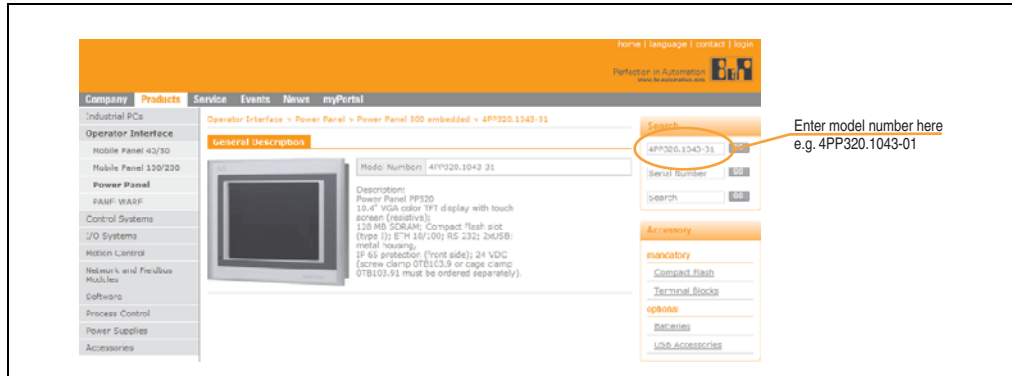 home | language | contact | login
Perfection in Automation
www.br-automation.com
B&R
Company Products Service Events News myPortal
Industrial PCs
Operator Interface
Mobile Panel 40/50
Mobile Panel 100/200
Power Panel
PANELWARE
Control Systems
I/O Systems
Motion Control
Network and Fieldbus
Modules
Software
Process Control
Power Supplies
Accessories
Operator Interface > Power Panel > Power Panel 300 embedded > 4PP320.1043-31
General Description
Model Number: 4PP320.1043-31
Description:
Power Panel PP320
10.4" VGA color TFT display with touch
screen (resistive);
128 MB SDRAM; Compact Flash slot
(type I); ETH 10/100; RS 232; 2xUSB;
metal housing,
IP 65 protection (front side); 24 VDC
(screw clamp 0TB103.9 or cage clamp
0TB103.91 must be ordered separately).
Search
4PP320.1043-31 GO
Serial Number GO
Search GO
Accessory
mandatory
Compact Flash
Terminal Blocks
optional
Batteries
USB Accessories
Enter model number here
e.g. 4PP320.1043-01